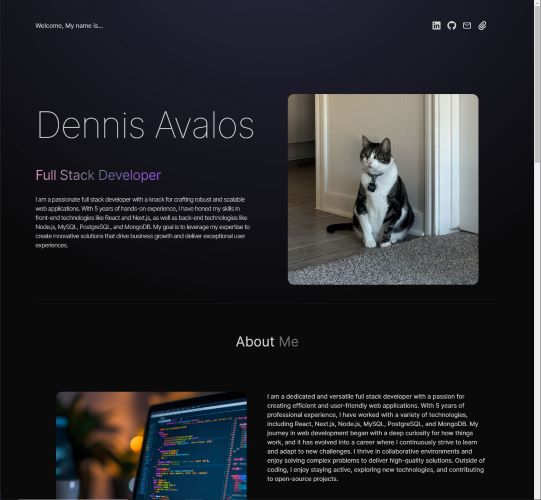 Welcome, My name is...
Dennis Avalos
Full Stack Developer
I am a passionate full stack developer with a knack for crafting robust and scalable
web applications. With 5 years of hands-on experience, I have honed my skills in
front-end technologies like React and Next.js, as well as back-end technologies like
Node.js, MySQL, PostgreSQL, and MongoDB. My goal is to leverage my expertise to
create innovative solutions that drive business growth and deliver exceptional user
experiences.
About Me
I am a dedicated and versatile full stack developer with a passion for
creating efficient and user-friendly web applications. With 5 years of
professional experience, I have worked with a variety of technologies,
including React, Next.js, Node.js, MySQL, PostgreSQL, and MongoDB. My
journey in web development began with a deep curiosity for how things
work, and it has evolved into a career where I continuously strive to learn
and adapt to new challenges. I thrive in collaborative environments and
enjoy solving complex problems to deliver high-quality solutions. Outside of
coding, I enjoy staying active, exploring new technologies, and contributing
to open-source projects.